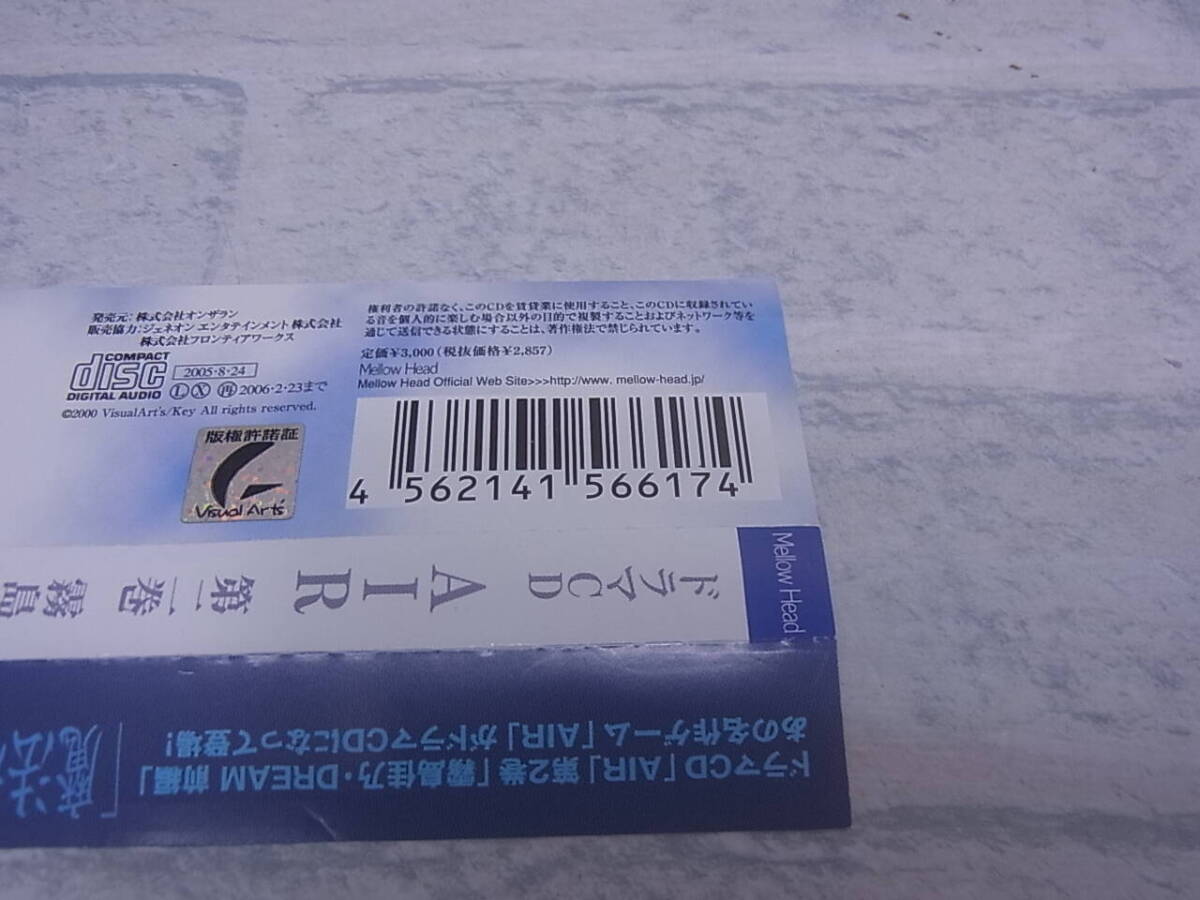 発売元：株式会社オンザラン
販売協力：ジェネオン エンタテインメント株式会社
株式会社フロンティアワークス
COMPACT
disc
DIGITAL AUDIO
2005・8・24
Ⓛ Ⓧ ㊢2006・2・23まで
©2000 VisualArt's/Key All rights reserved.
版権許諾証
Visual Art's
権利者の許諾なく、このCDを賃貸業に使用すること、このCDに収録されてい
る音を個人的に楽しむ場合以外の目的で複製することおよびネットワーク等を
通じて送信できる状態にすることは、著作権法で禁じられています。
定価¥3,000（税抜価格¥2,857）
Mellow Head
Mellow Head Official Web Site>>>http://www. mellow-head.jp/
4 562141 566174
Mellow Head
ドラマCD AIR 第二巻 霧島
ドラマCD「AIR」第2巻「霧島佳乃・DREAM 前編」
あの名作ゲーム「AIR」がドラマCDになって登場！
「魔法